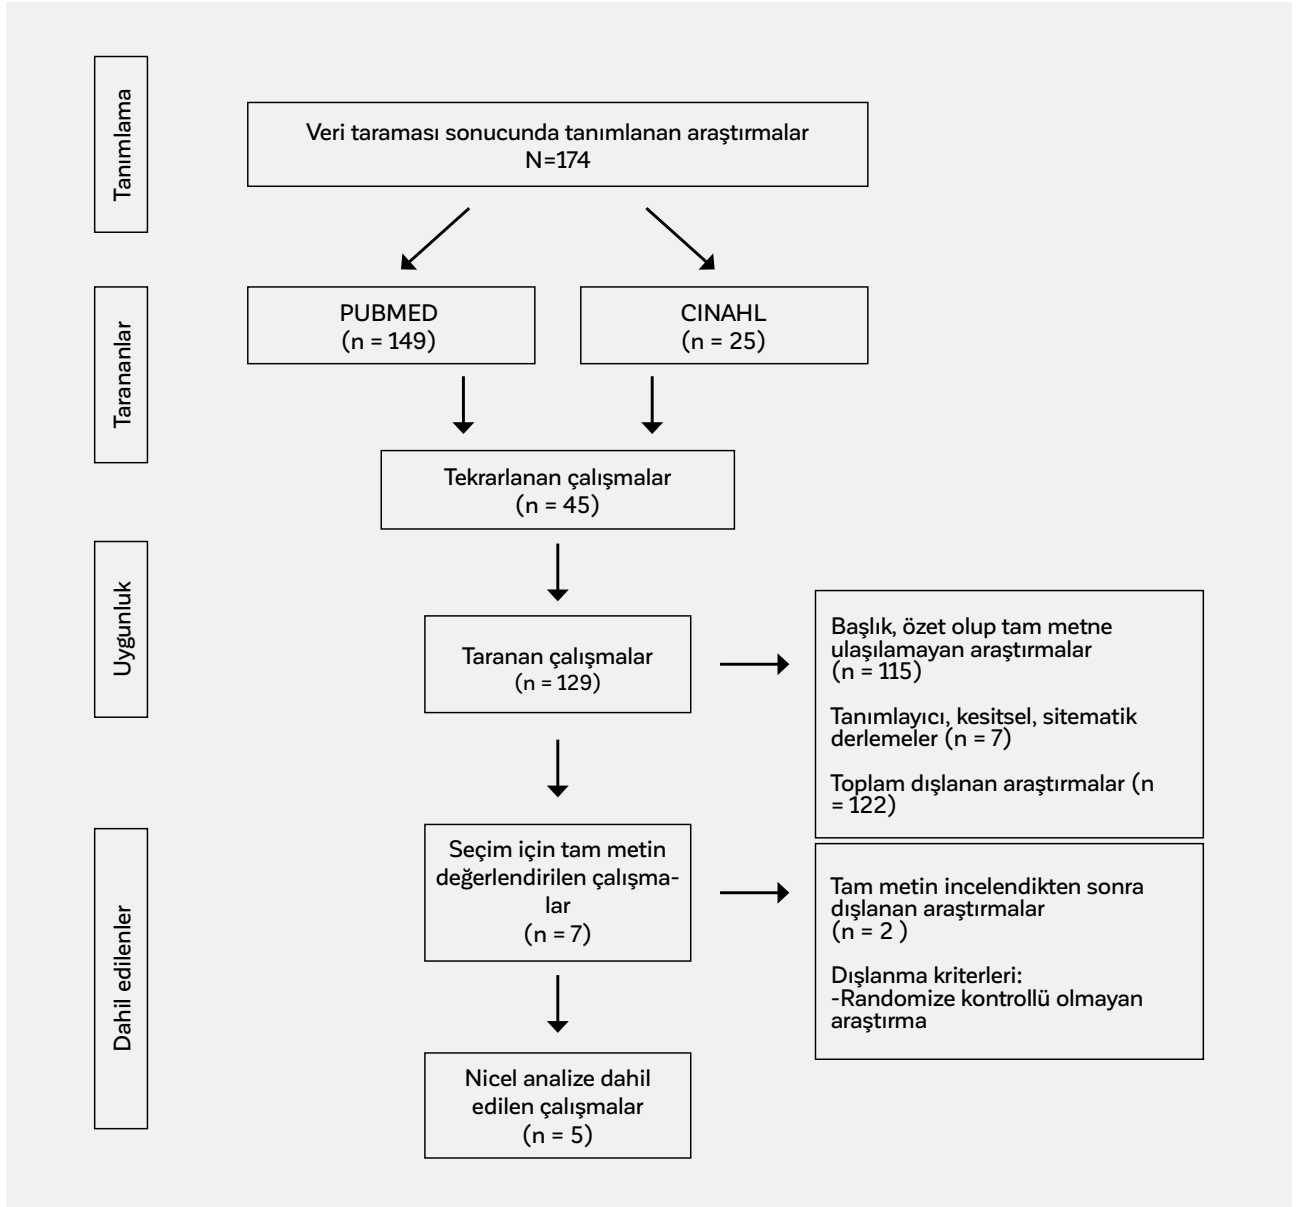 Tanımlama
Veri taraması sonucunda tanımlanan araştırmalar
N=174
Tarananlar
PUBMED
(n = 149)
CINAHL
(n = 25)
Tekrarlanan çalışmalar
(n = 45)
Uygunluk
Taranan çalışmalar
(n = 129)
Başlık, özet olup tam metne
ulaşılamayan araştırmalar
(n = 115)
Tanımlayıcı, kesitsel, sitematik
derlemeler (n = 7)
Toplam dışlanan araştırmalar (n
= 122)
Dahil edilenler
Seçim için tam metin
değerlendirilen çalışma-
lar
(n = 7)
Tam metin incelendikten sonra
dışlanan araştırmalar
(n = 2 )
Dışlanma kriterleri:
-Randomize kontrollü olmayan
araştırma
Nicel analize dahil
edilen çalışmalar
(n = 5)